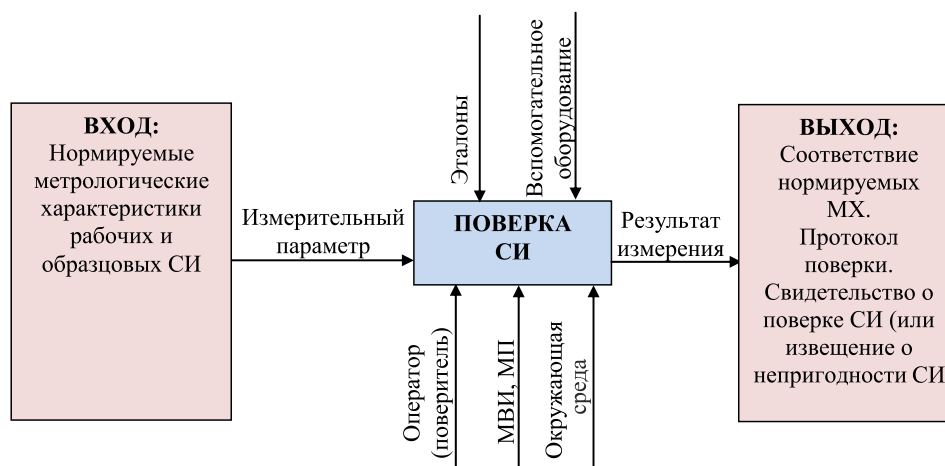 ВХОД:
Нормируемые
метрологические
характеристики
рабочих и
образцовых СИ
Измерительный
параметр
Эталоны
Вспомогательное
оборудование
ПОВЕРКА
СИ
Оператор
(поверитель)
МВИ, МП
Окружающая
среда
Результат
измерения
ВЫХОД:
Соответствие
нормируемых
МХ.
Протокол
поверки.
Свидетельство о
поверке СИ (или
извещение о
непригодности СИ